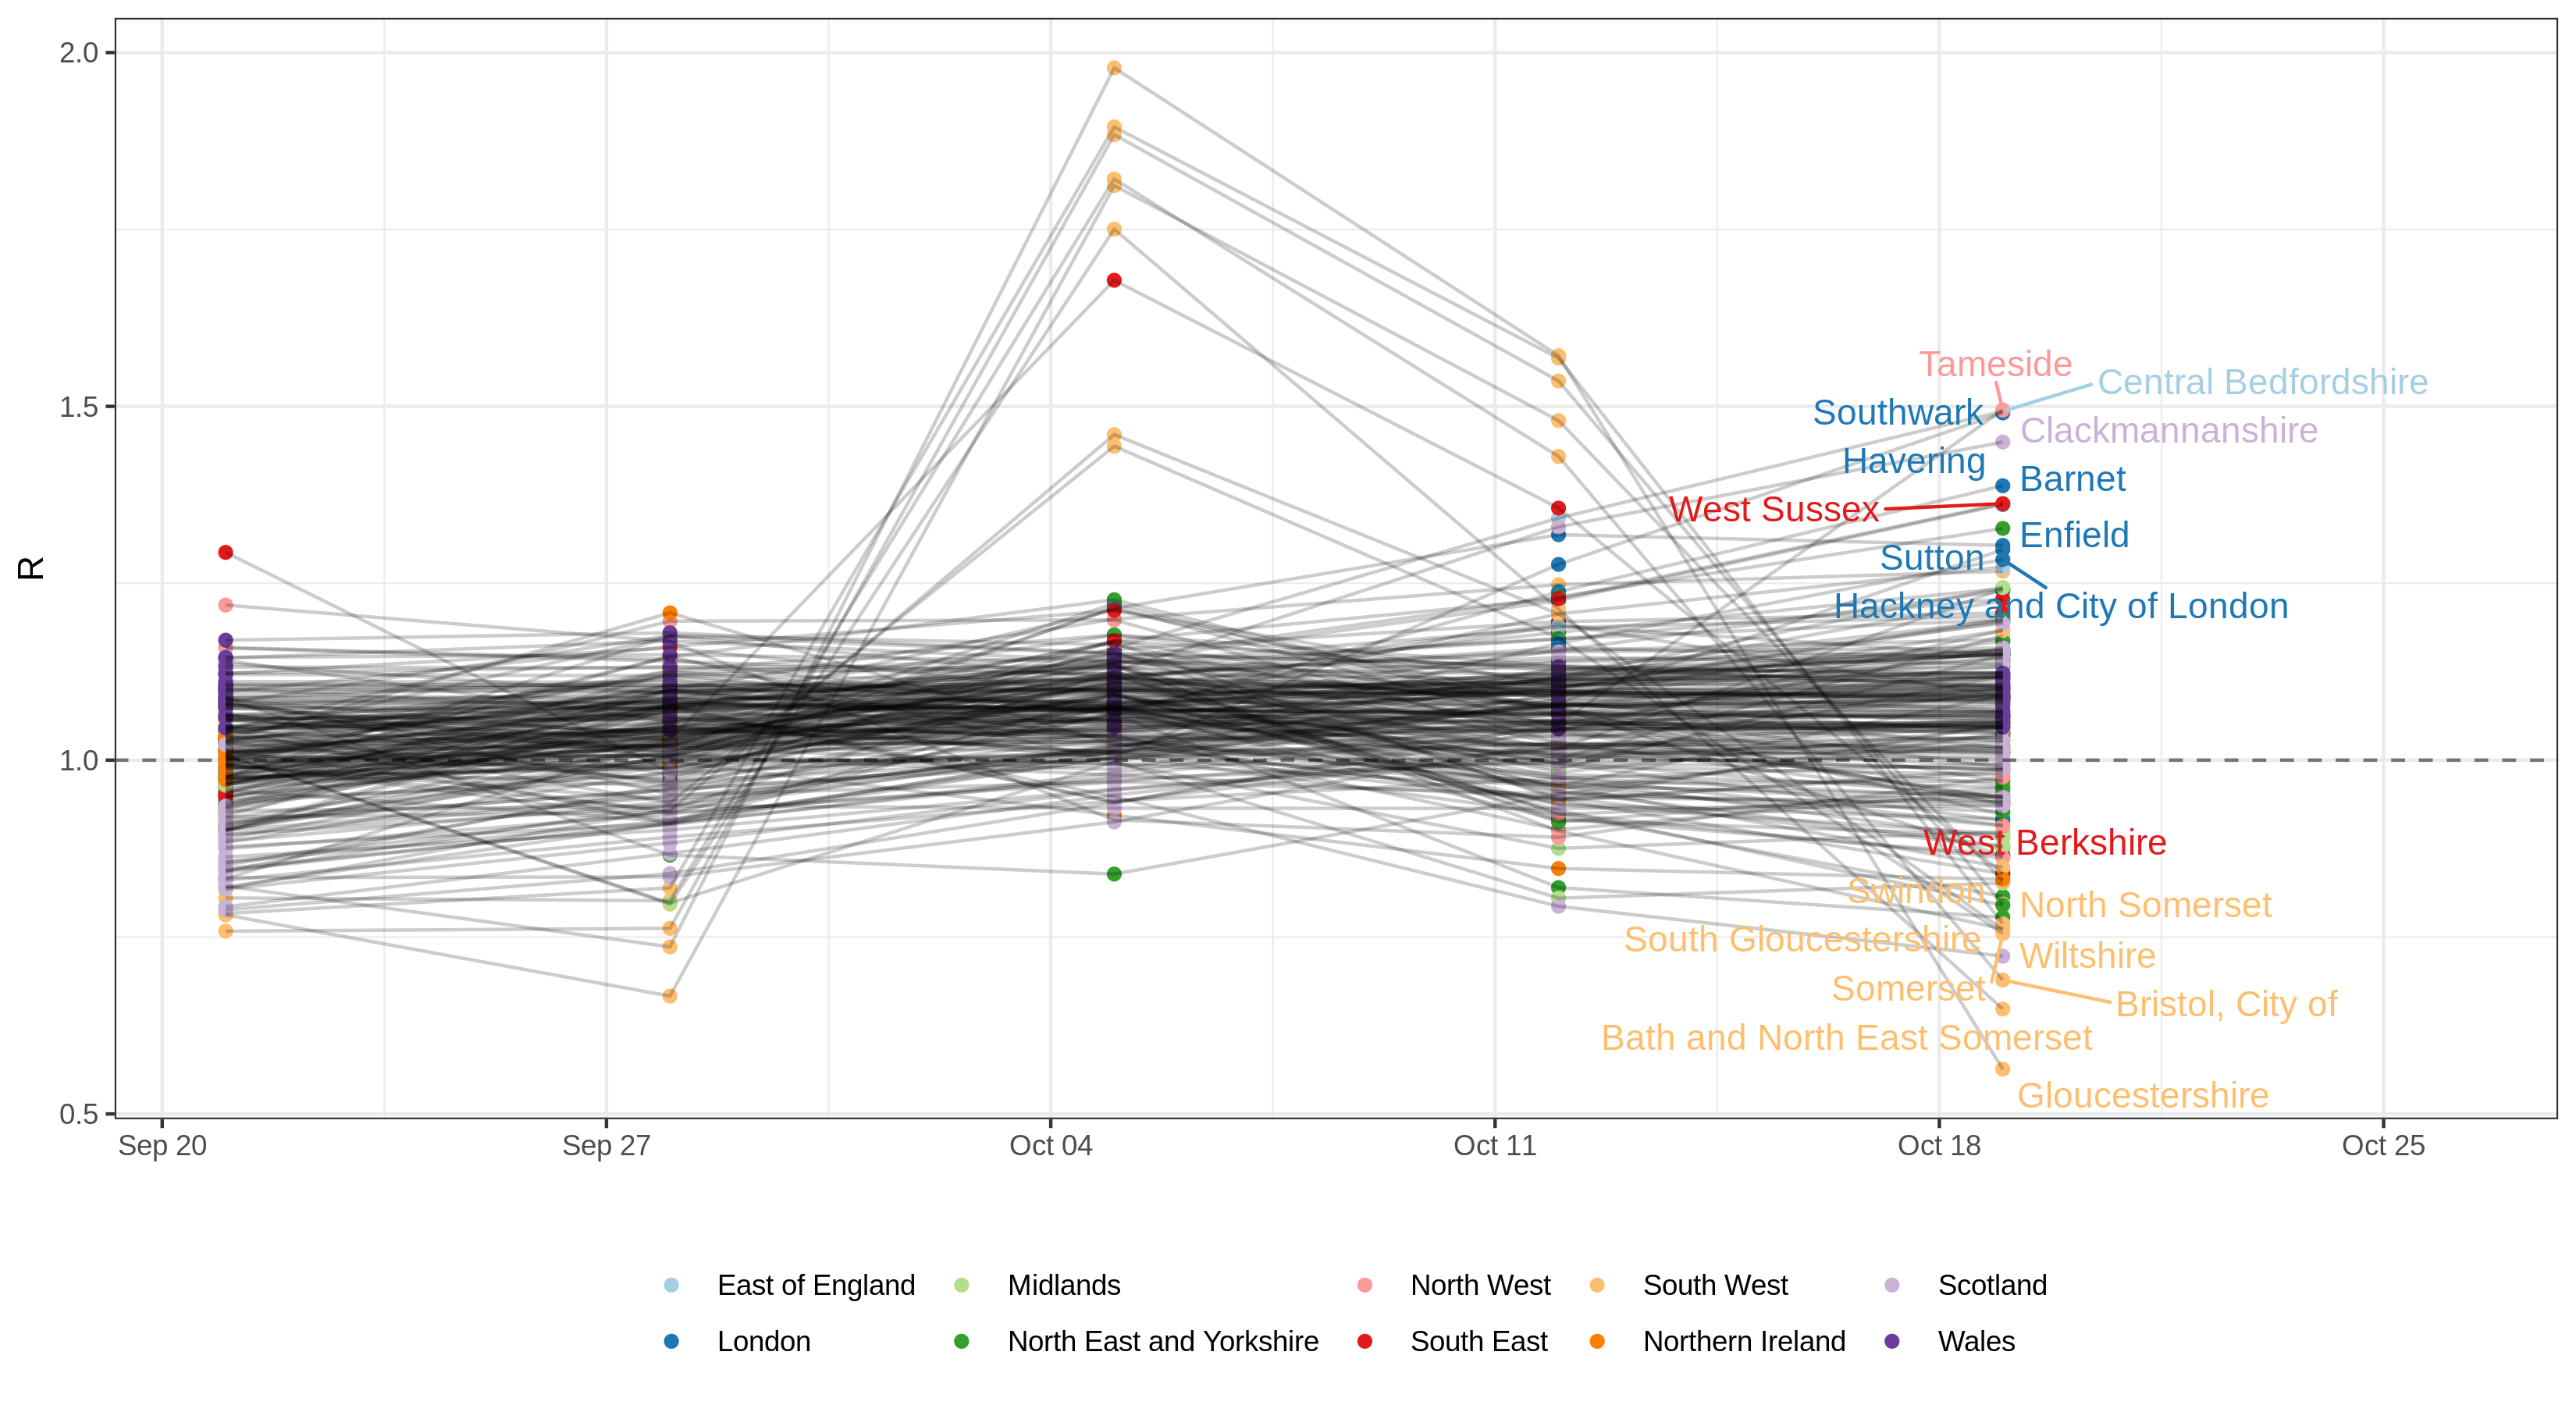 2.0
1.5
1.0
0.5
R
Tameside
Central Bedfordshire
Southwark
Clackmannanshire
Havering
Barnet
West Sussex
Enfield
Sutton
Hackney and City of London
West Berkshire
Swindon
North Somerset
South Gloucestershire
Wiltshire
Somerset
Bristol, City of
Bath and North East Somerset
Gloucestershire
Sep 20
Sep 27
Oct 04
Oct 11
Oct 18
Oct 25
East of England
Midlands
North West
South West
Scotland
London
North East and Yorkshire
South East
Northern Ireland
Wales